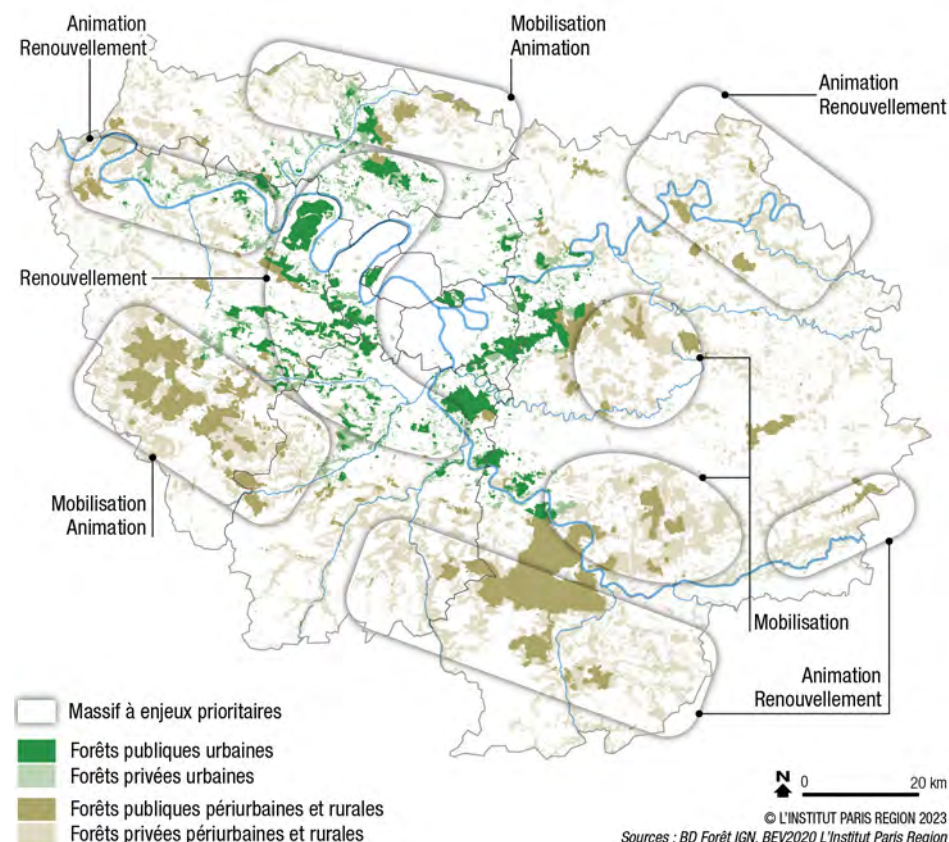 Animation
Renouvellement
Mobilisation
Animation
Animation
Renouvellement
Renouvellement
Mobilisation
Animation
Mobilisation
Animation
Renouvellement
Massif à enjeux prioritaires
Forêts publiques urbaines
Forêts privées urbaines
Forêts publiques périurbaines et rurales
Forêts privées périurbaines et rurales
N 0 20 km
© L'INSTITUT PARIS REGION 2023
Sources : BD Forêt IGN, BEV2020 L'Institut Paris Region